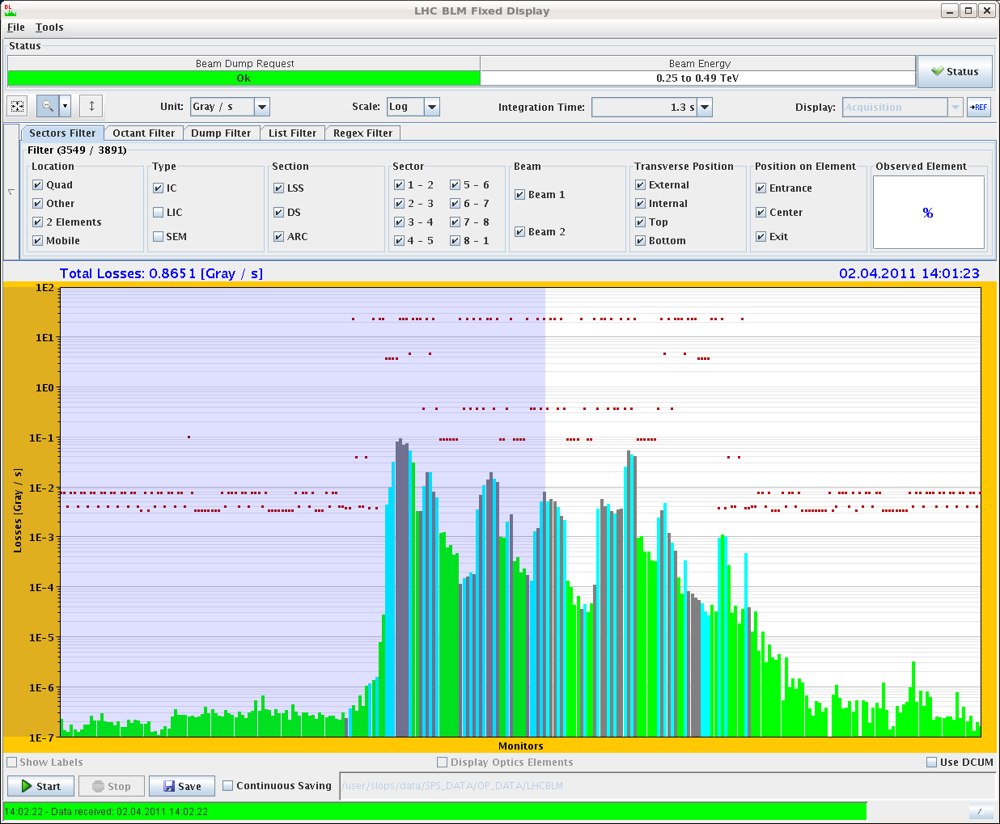 BL
LHC BLM Fixed Display
File Tools
Status
Beam Dump Request Beam Energy
Ok 0.25 to 0.49 TeV Status
Unit: Gray / s Scale: Log Integration Time: 1.3 s Display: Acquisition →REF
Sectors Filter Octant Filter Dump Filter List Filter Regex Filter
Filter (3549 / 3891)
Location Type Section Sector Beam Transverse Position Position on Element Observed Element
Quad IC LSS 1 - 2 5 - 6 Beam 1 External Entrance
Other LIC DS 2 - 3 6 - 7 Beam 2 Internal Center %
2 Elements SEM ARC 3 - 4 7 - 8 Top Exit
Mobile 4 - 5 8 - 1 Bottom
Total Losses: 0.8651 [Gray / s] 02.04.2011 14:01:23
1E2
1E1
1E0
1E-1
1E-2
1E-3
1E-4
1E-5
1E-6
1E-7
Losses [Gray / s]
Monitors
Show Labels Display Optics Elements Use DCUM
Start STOP Stop Save Continuous Saving /user/slops/data/SPS_DATA/OP_DATA/LHCBLM
14:02:22 - Data received: 02.04.2011 14:02:22